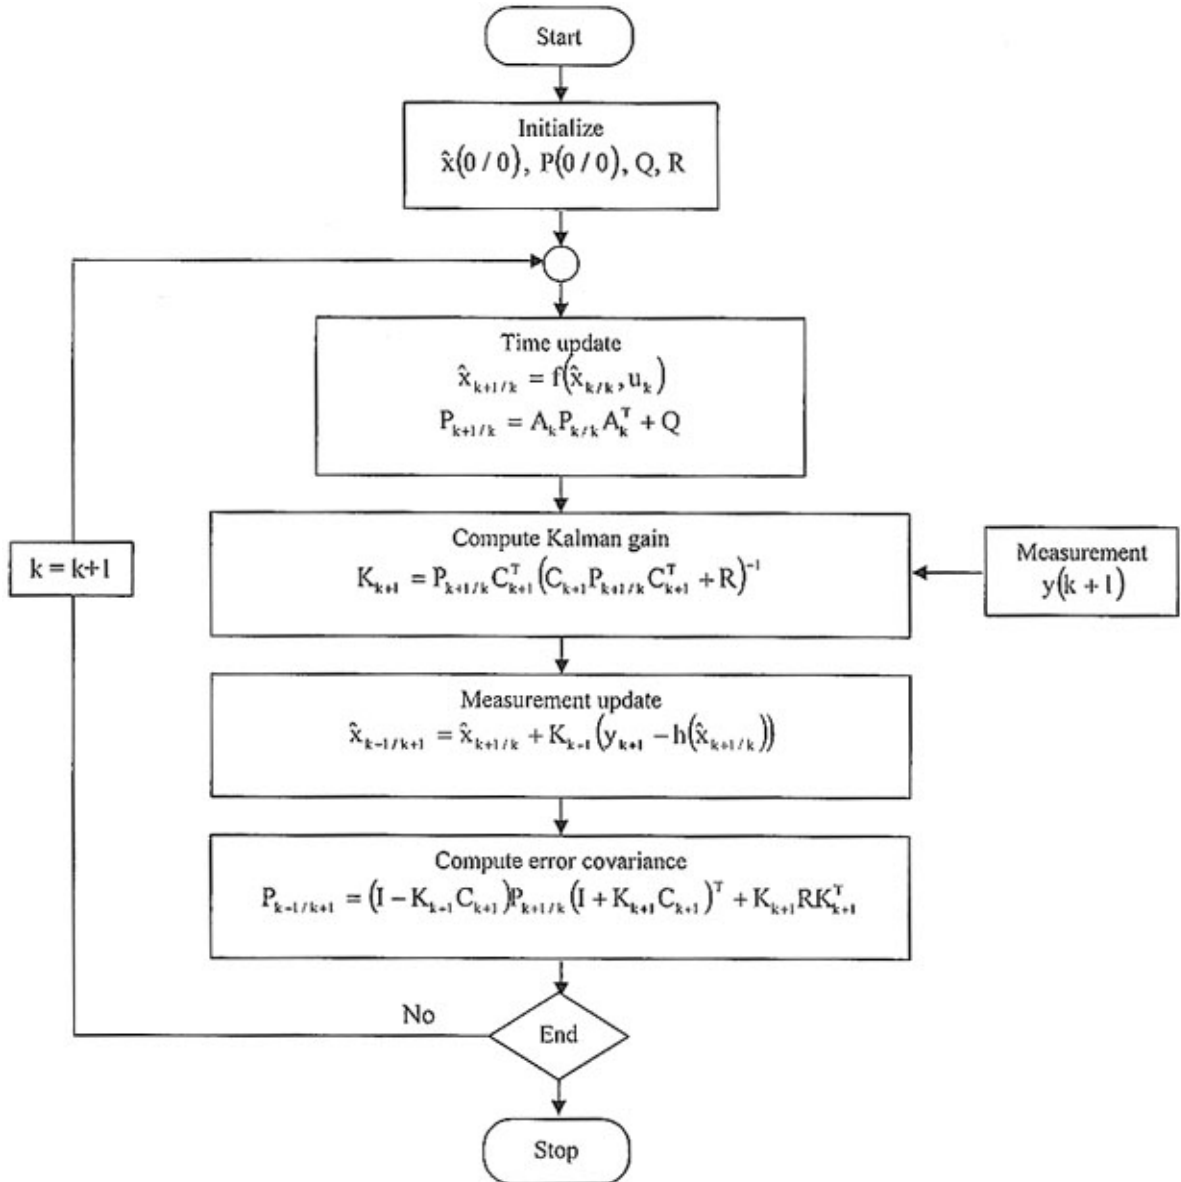 Start
Initialize
x̂(0 / 0), P(0 / 0), Q, R
Time update
x̂ₖ₊₁/ₖ = f(x̂ₖ/ₖ, uₖ)
Pₖ₊₁/ₖ = AₖPₖ/ₖAₖᵀ + Q
Compute Kalman gain
Kₖ₊₁ = Pₖ₊₁/ₖCₖ₊₁ᵀ(Cₖ₊₁Pₖ₊₁/ₖCₖ₊₁ᵀ + R)⁻¹
Measurement
y(k + 1)
k = k+1
Measurement update
x̂ₖ₋₁/ₖ₊₁ = x̂ₖ₊₁/ₖ + Kₖ₊₁(yₖ₊₁ − h(x̂ₖ₊₁/ₖ))
Compute error covariance
Pₖ₋₁/ₖ₊₁ = (I − Kₖ₊₁Cₖ₊₁)Pₖ₊₁/ₖ(I + Kₖ₊₁Cₖ₊₁)ᵀ + Kₖ₊₁RKₖ₊₁ᵀ
No
End
Stop